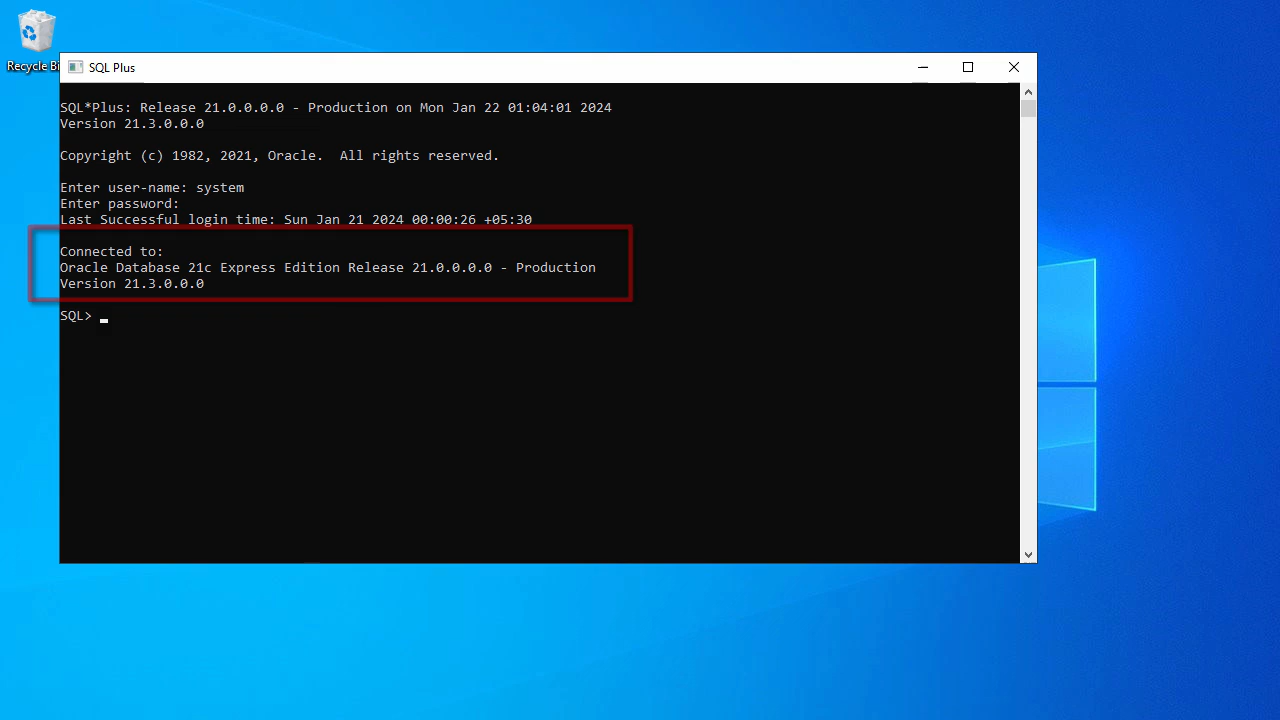 Recycle Bi
SQL Plus
SQL*Plus: Release 21.0.0.0.0 - Production on Mon Jan 22 01:04:01 2024
Version 21.3.0.0.0
Copyright (c) 1982, 2021, Oracle.  All rights reserved.
Enter user-name: system
Enter password:
Last Successful login time: Sun Jan 21 2024 00:00:26 +05:30
Connected to:
Oracle Database 21c Express Edition Release 21.0.0.0.0 - Production
Version 21.3.0.0.0
SQL>